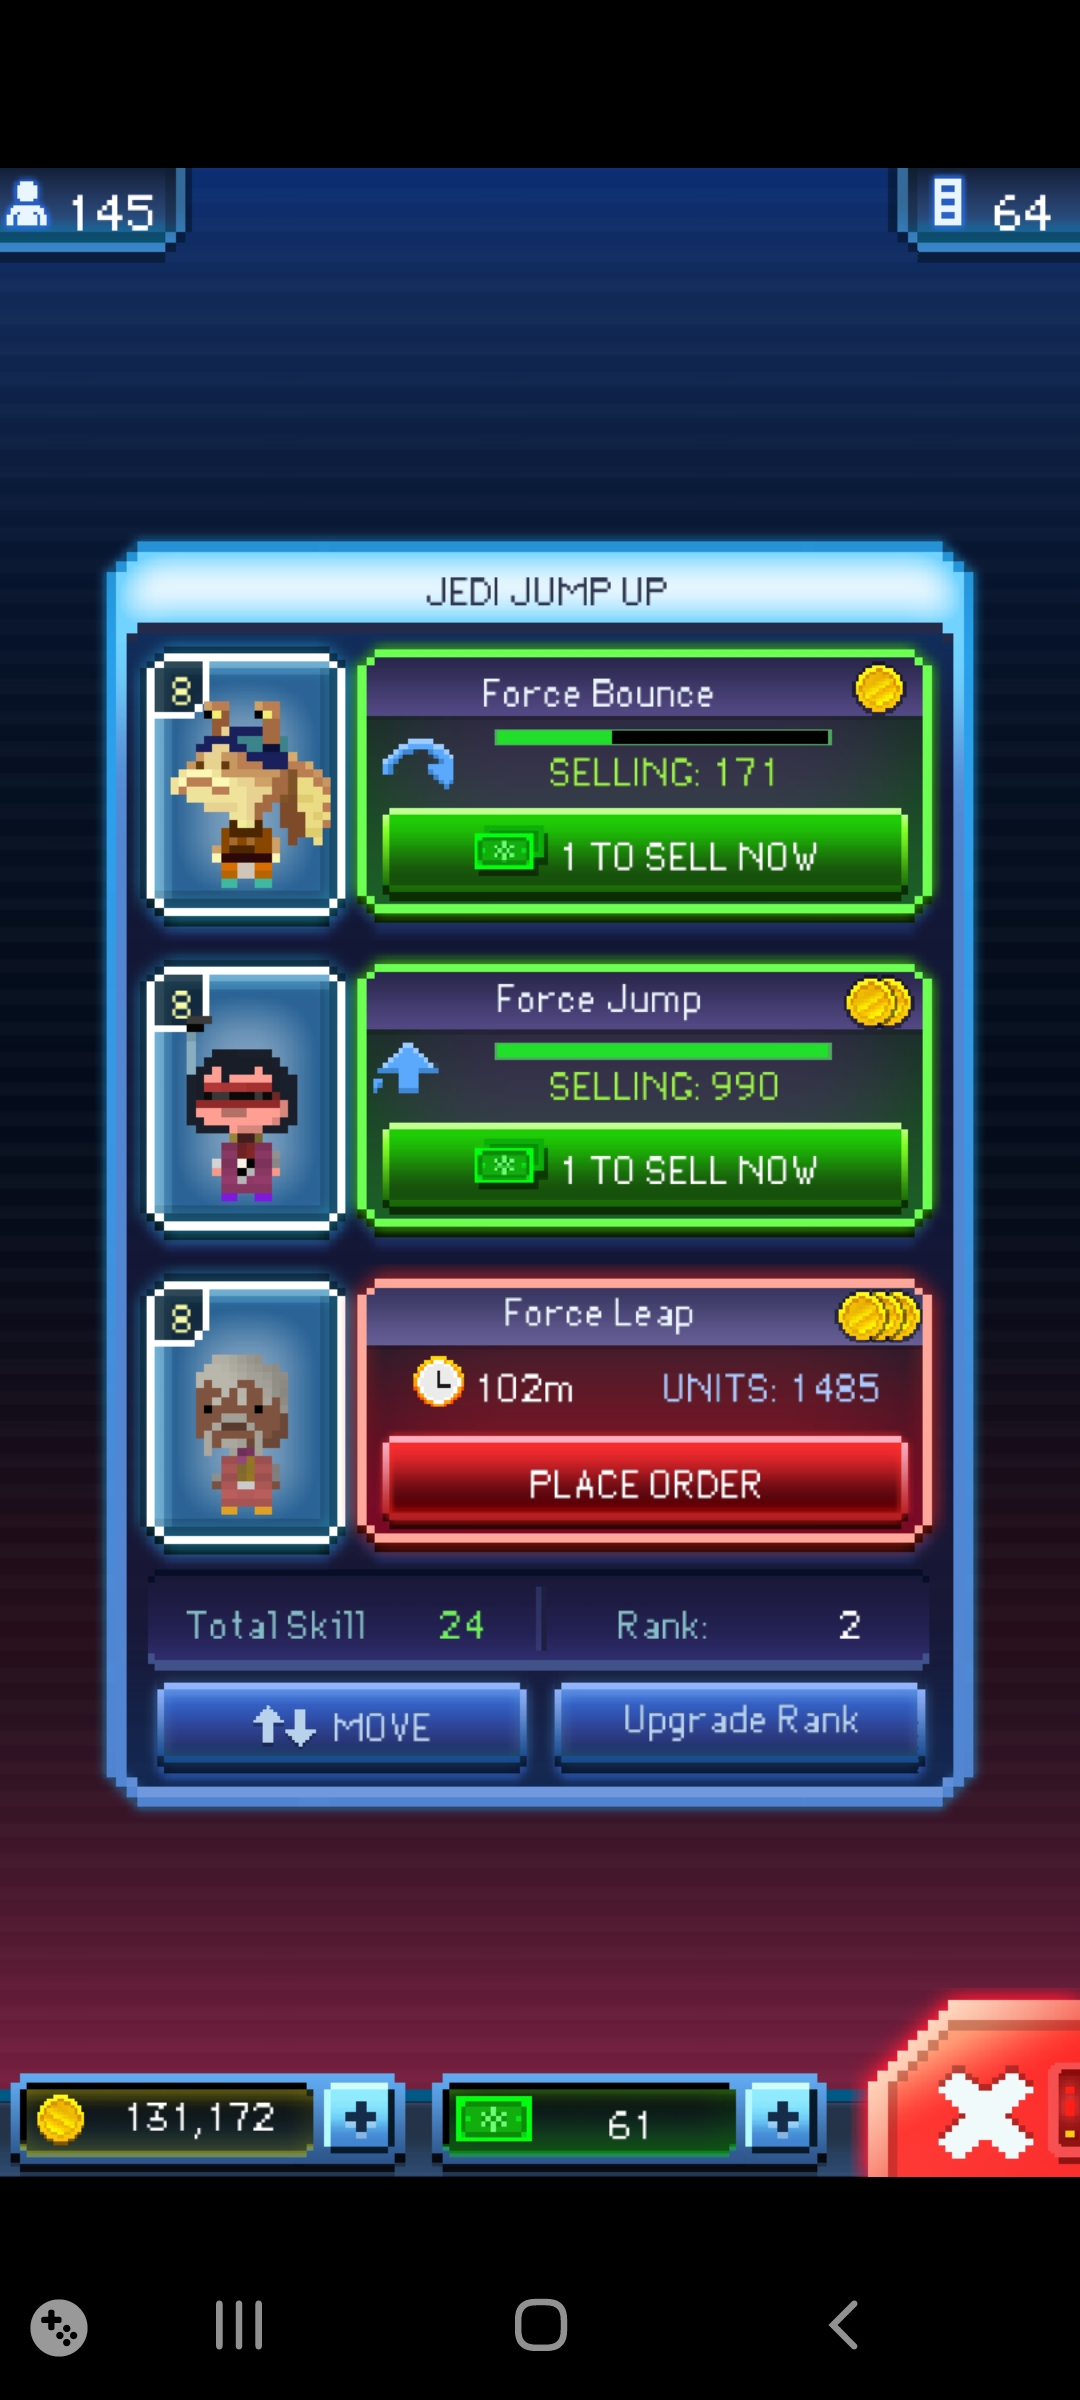 145
64
JEDI JUMP UP
8
Force Bounce
SELLING: 171
1 TO SELL NOW
8
Force Jump
SELLING: 990
1 TO SELL NOW
8
Force Leap
102m UNITS: 1485
PLACE ORDER
Total Skill 24 Rank: 2
MOVE Upgrade Rank
131,172 61